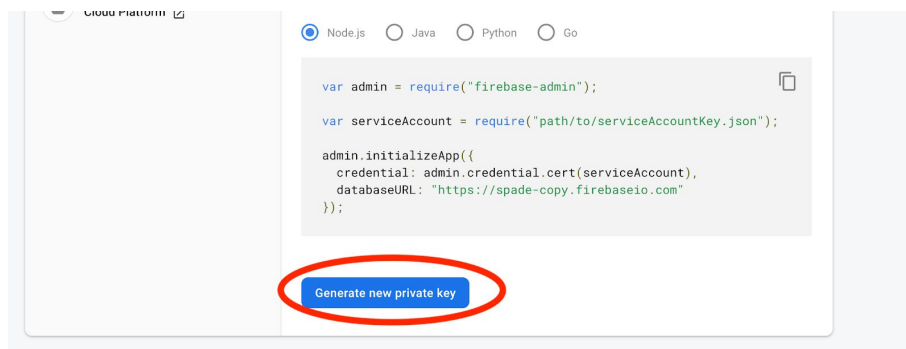 Cloud Platform
Node.js Java Python Go
var admin = require("firebase-admin");
var serviceAccount = require("path/to/serviceAccountKey.json");
admin.initializeApp({
  credential: admin.credential.cert(serviceAccount),
  databaseURL: "https://spade-copy.firebaseio.com"
});
Generate new private key